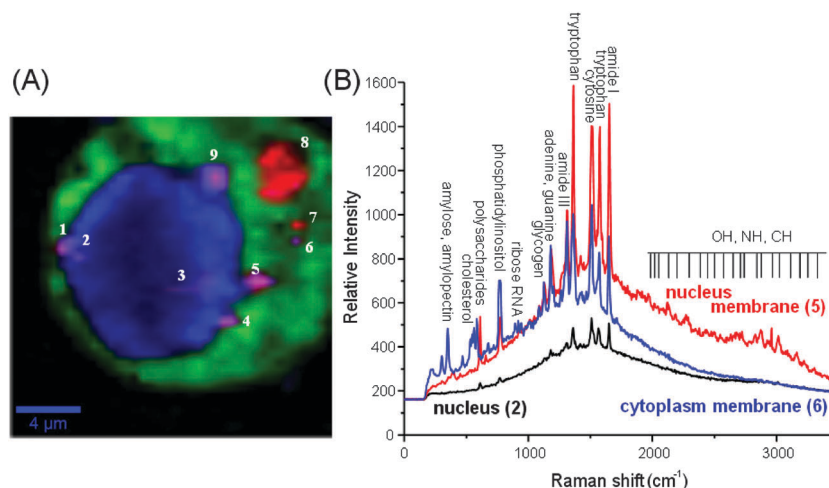 (A)
1
2
3
4
5
6
7
8
9
4 µm
(B)
Relative Intensity
1600
1400
1200
1000
800
600
400
200
0
0
1000
2000
3000
Raman shift (cm⁻¹)
amylose, amylopectin
cholesterol
polysaccharides
phosphatidylinositol
ribose RNA
glycogen
adenine, guanine
amide III
tryptophan
cytosine
tryptophan
amide I
OH, NH, CH
nucleus
membrane (5)
nucleus (2)
cytoplasm membrane (6)